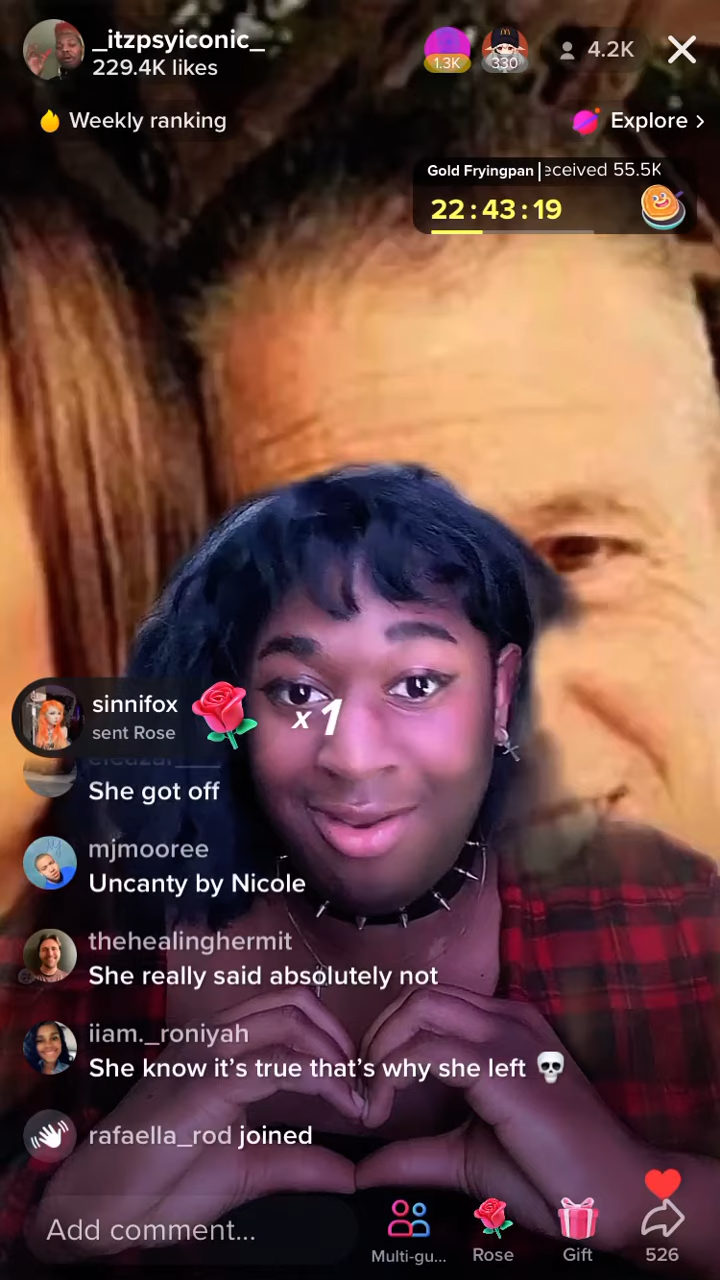 _itzpsyiconic_
229.4K likes
1.3K
330
4.2K
Weekly ranking
Explore >
Gold Fryingpan
eceived 55.5K
22:43:19
sinnifox
sent Rose
x1
She got off
mjmooree
Uncanty by Nicole
thehealinghermit
She really said absolutely not
iiam._roniyah
She know it's true that's why she left 💀
rafaella_rod joined
Add comment...
Multi-gu...
Rose
Gift
526